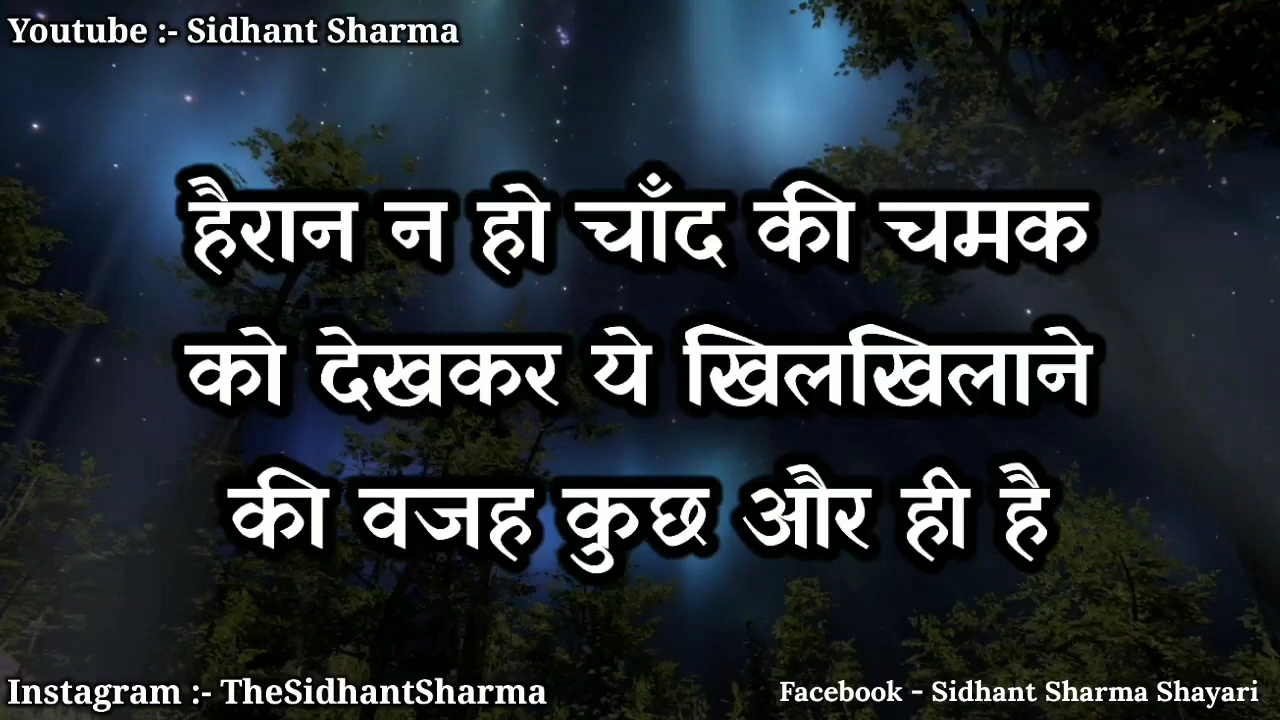 Youtube :- Sidhant Sharma
हैरान न हो चाँद की चमक
को देखकर ये खिलखिलाने
की वजह कुछ और ही है
Instagram :- TheSidhantSharma
Facebook - Sidhant Sharma Shayari